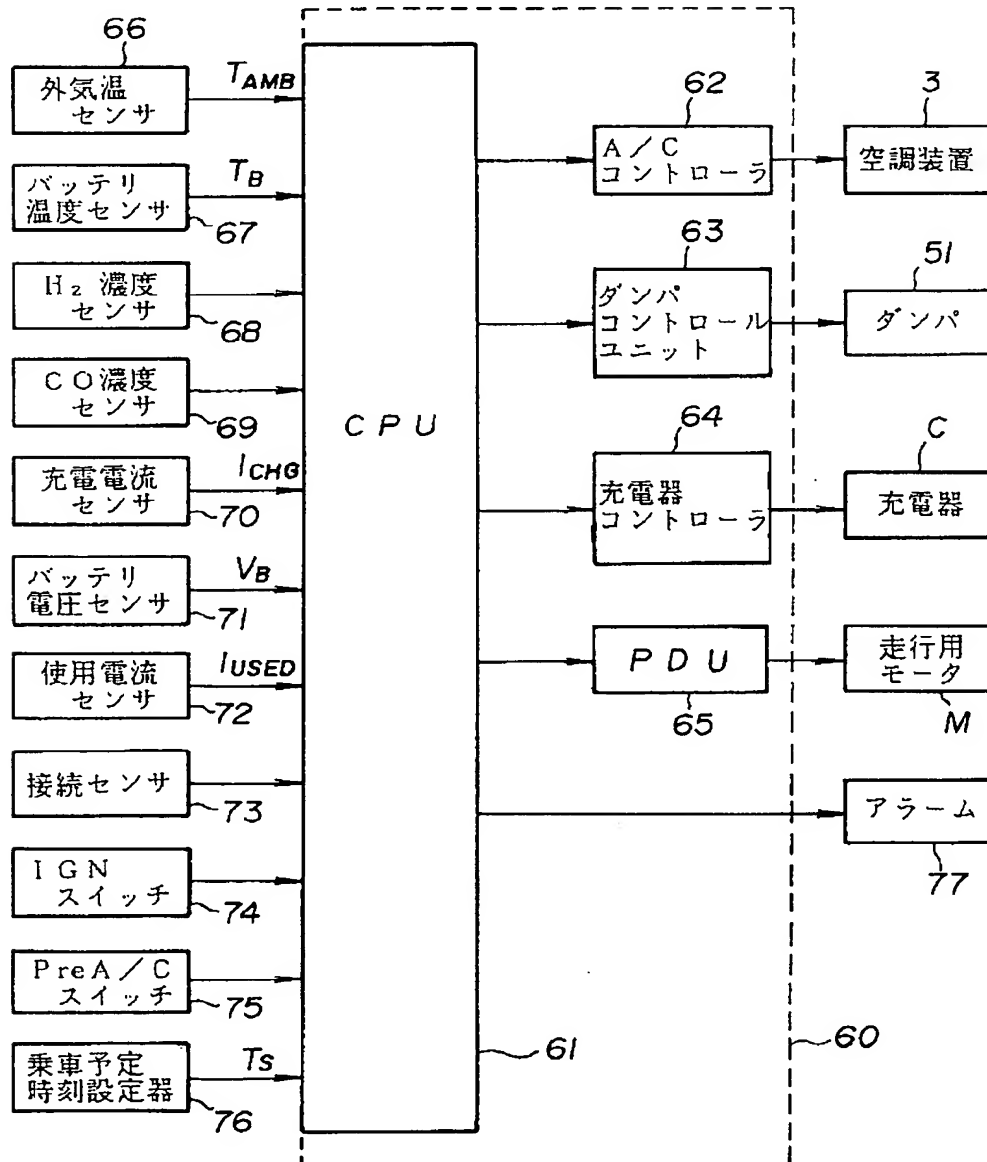 66
外気温
センサ
TAMB
バッテリ
温度センサ
TB
67
H₂濃度
センサ
68
CO濃度
センサ
69
充電電流
センサ
ICHG
70
バッテリ
電圧センサ
VB
71
使用電流
センサ
IUSED
72
接続センサ
73
IGN
スイッチ
74
PreA/C
スイッチ
75
乗車予定
時刻設定器
TS
76
CPU
61
60
62
A/C
コントローラ
3
空調装置
63
ダンパ
コントロール
ユニット
51
ダンパ
64
充電器
コントローラ
C
充電器
PDU
65
走行用
モータ
M
アラーム
77